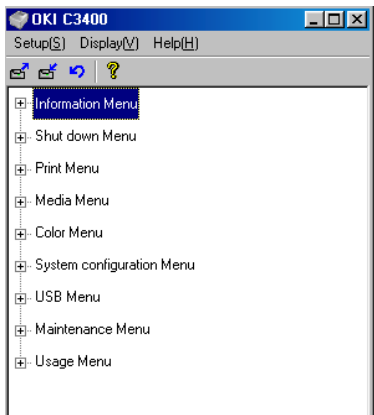 OKI C3400
Setup(S) Display(V) Help(H)
Information Menu
Shut down Menu
Print Menu
Media Menu
Color Menu
System configuration Menu
USB Menu
Maintenance Menu
Usage Menu